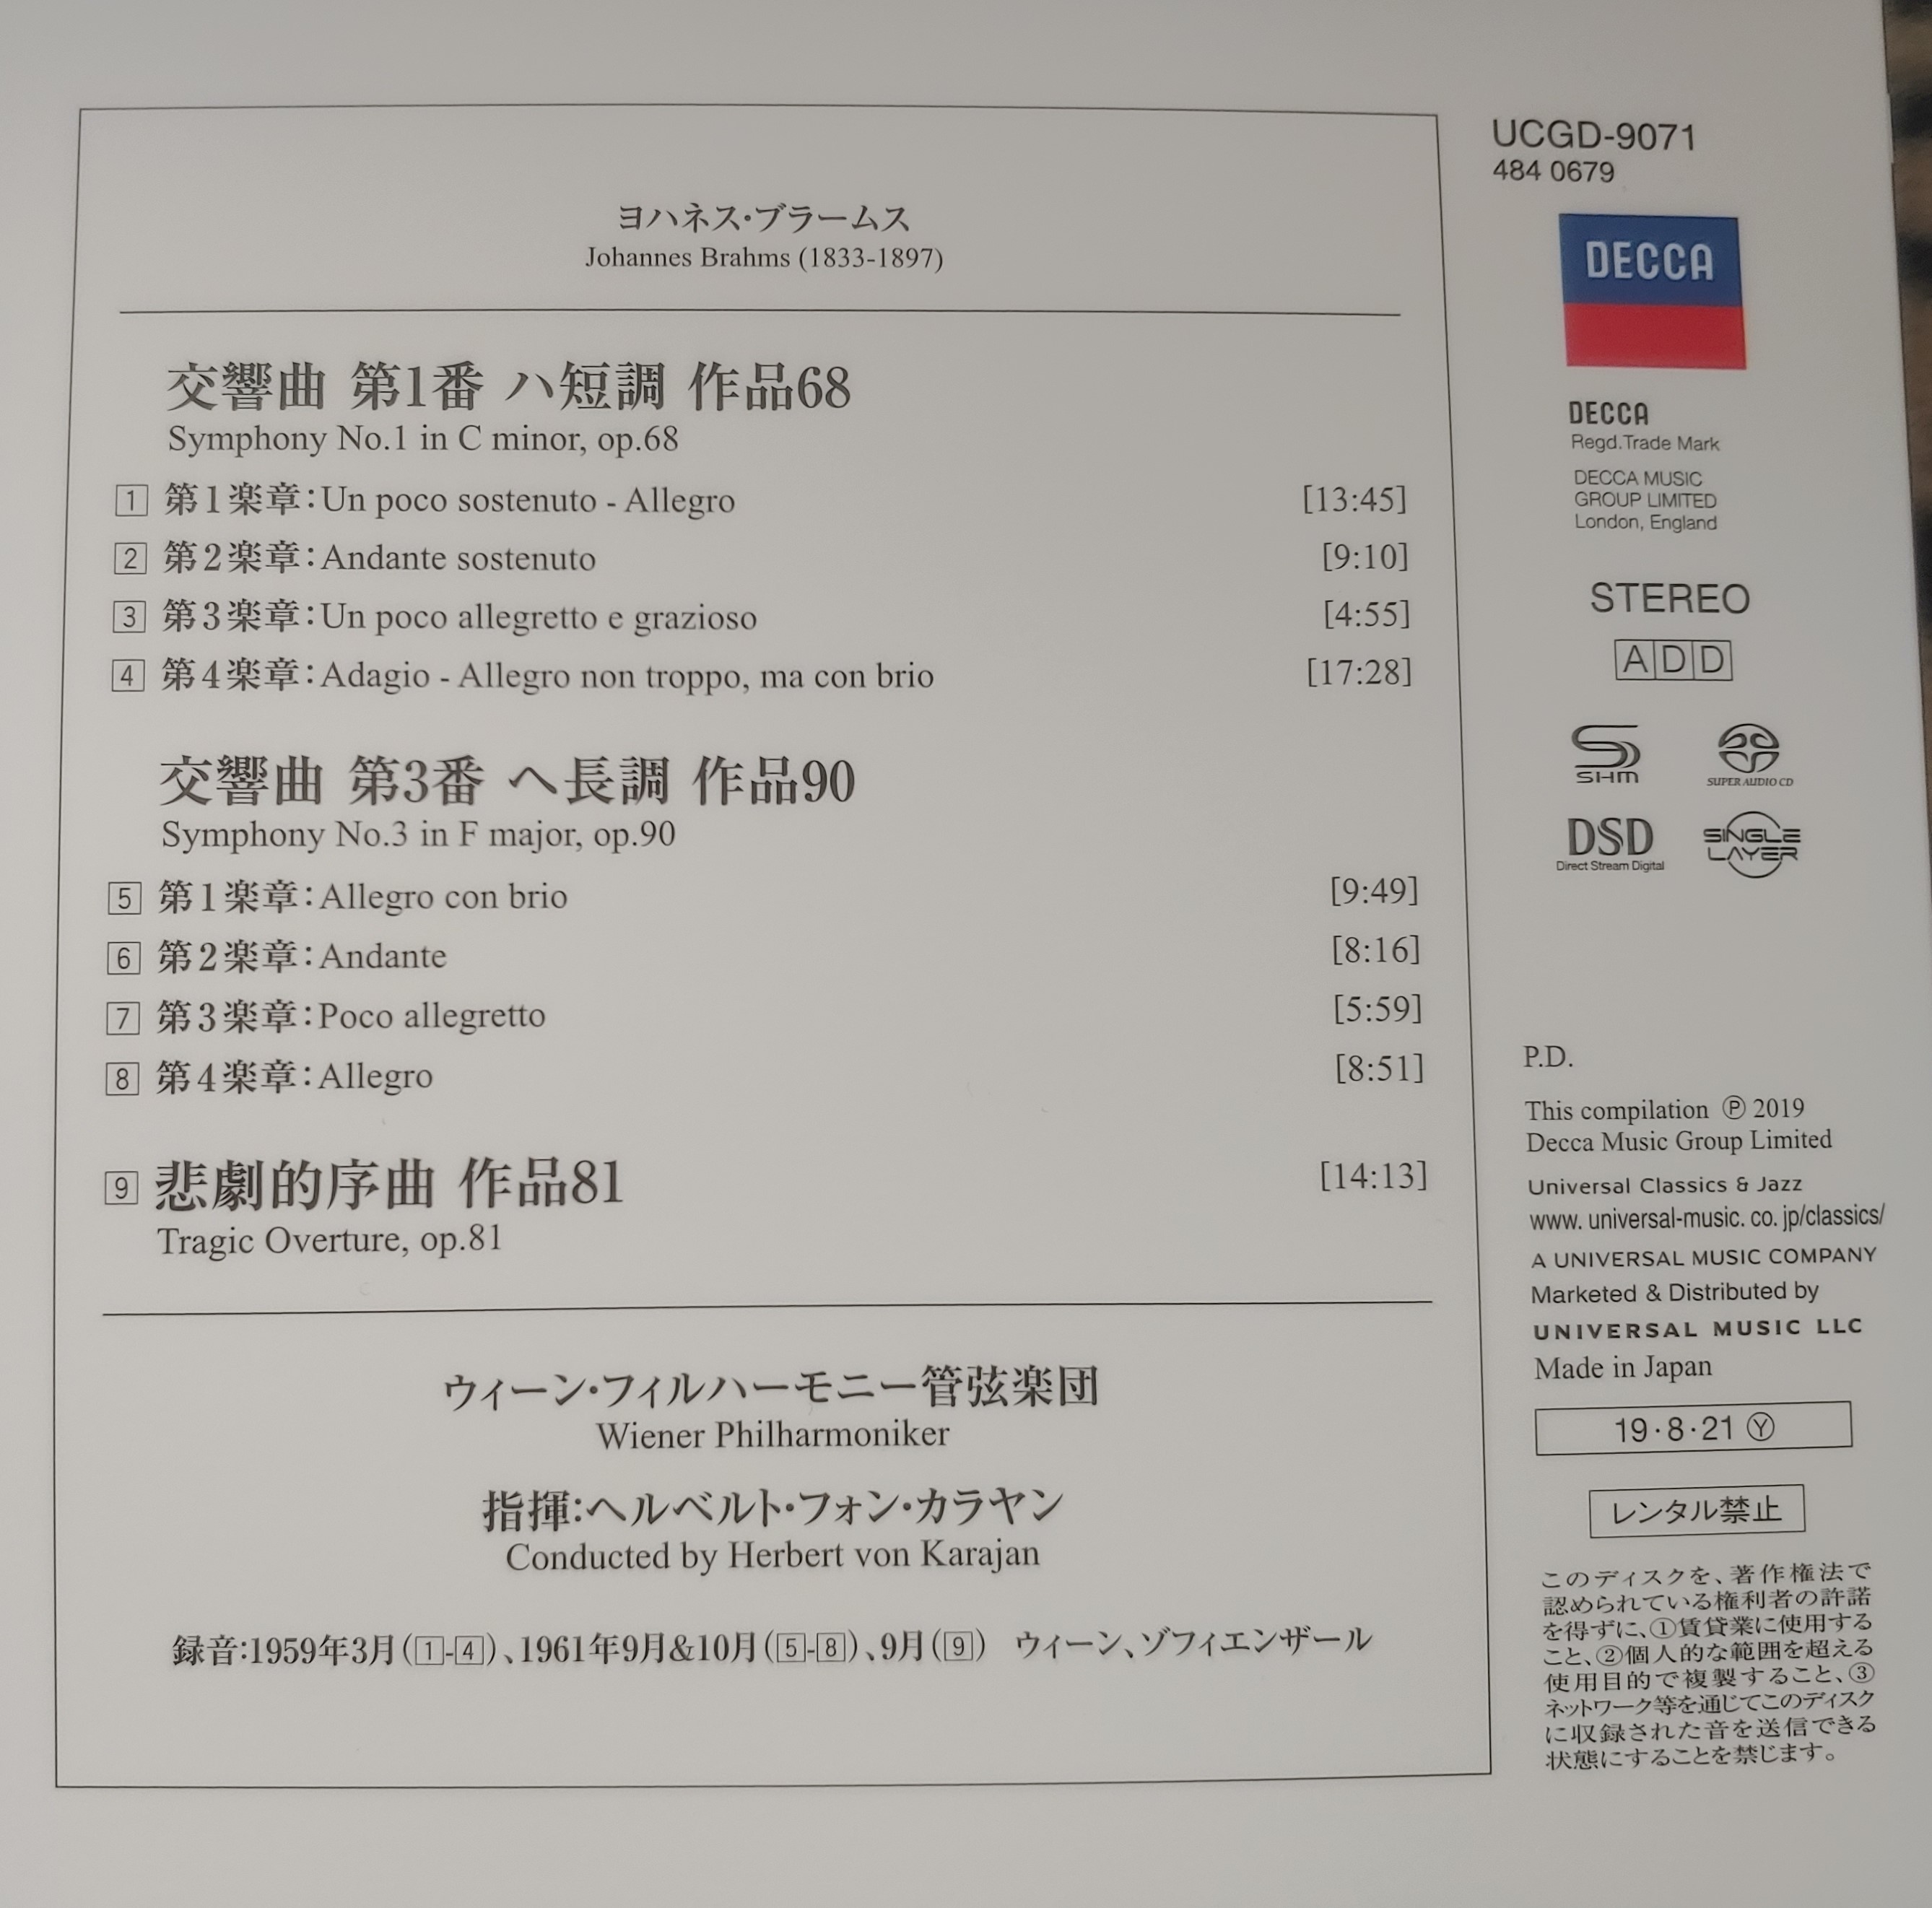 ヨハネス・ブラームス
Johannes Brahms (1833-1897)
交響曲 第1番 ハ短調 作品68
Symphony No.1 in C minor, op.68
1 第1楽章：Un poco sostenuto - Allegro [13:45]
2 第2楽章：Andante sostenuto [9:10]
3 第3楽章：Un poco allegretto e grazioso [4:55]
4 第4楽章：Adagio - Allegro non troppo, ma con brio [17:28]
交響曲 第3番 ヘ長調 作品90
Symphony No.3 in F major, op.90
5 第1楽章：Allegro con brio [9:49]
6 第2楽章：Andante [8:16]
7 第3楽章：Poco allegretto [5:59]
8 第4楽章：Allegro [8:51]
9 悲劇的序曲 作品81 [14:13]
Tragic Overture, op.81
ウィーン・フィルハーモニー管弦楽団
Wiener Philharmoniker
指揮：ヘルベルト・フォン・カラヤン
Conducted by Herbert von Karajan
録音：1959年3月(1-4)、1961年9月&10月(5-8)、9月(9) ウィーン、ゾフィエンザール
UCGD-9071
484 0679
DECCA
DECCA
Regd.Trade Mark
DECCA MUSIC
GROUP LIMITED
London, England
STEREO
ADD
SHM
SUPER AUDIO CD
DSD
Direct Stream Digital
SINGLE
LAYER
P.D.
This compilation Ⓟ 2019
Decca Music Group Limited
Universal Classics & Jazz
www.universal-music.co.jp/classics/
A UNIVERSAL MUSIC COMPANY
Marketed & Distributed by
UNIVERSAL MUSIC LLC
Made in Japan
19・8・21 Ⓨ
レンタル禁止
このディスクを、著作権法で
認められている権利者の許諾
を得ずに、①賃貸業に使用する
こと、②個人的な範囲を超える
使用目的で複製すること、③
ネットワーク等を通じてこのディスク
に収録された音を送信できる
状態にすることを禁じます。